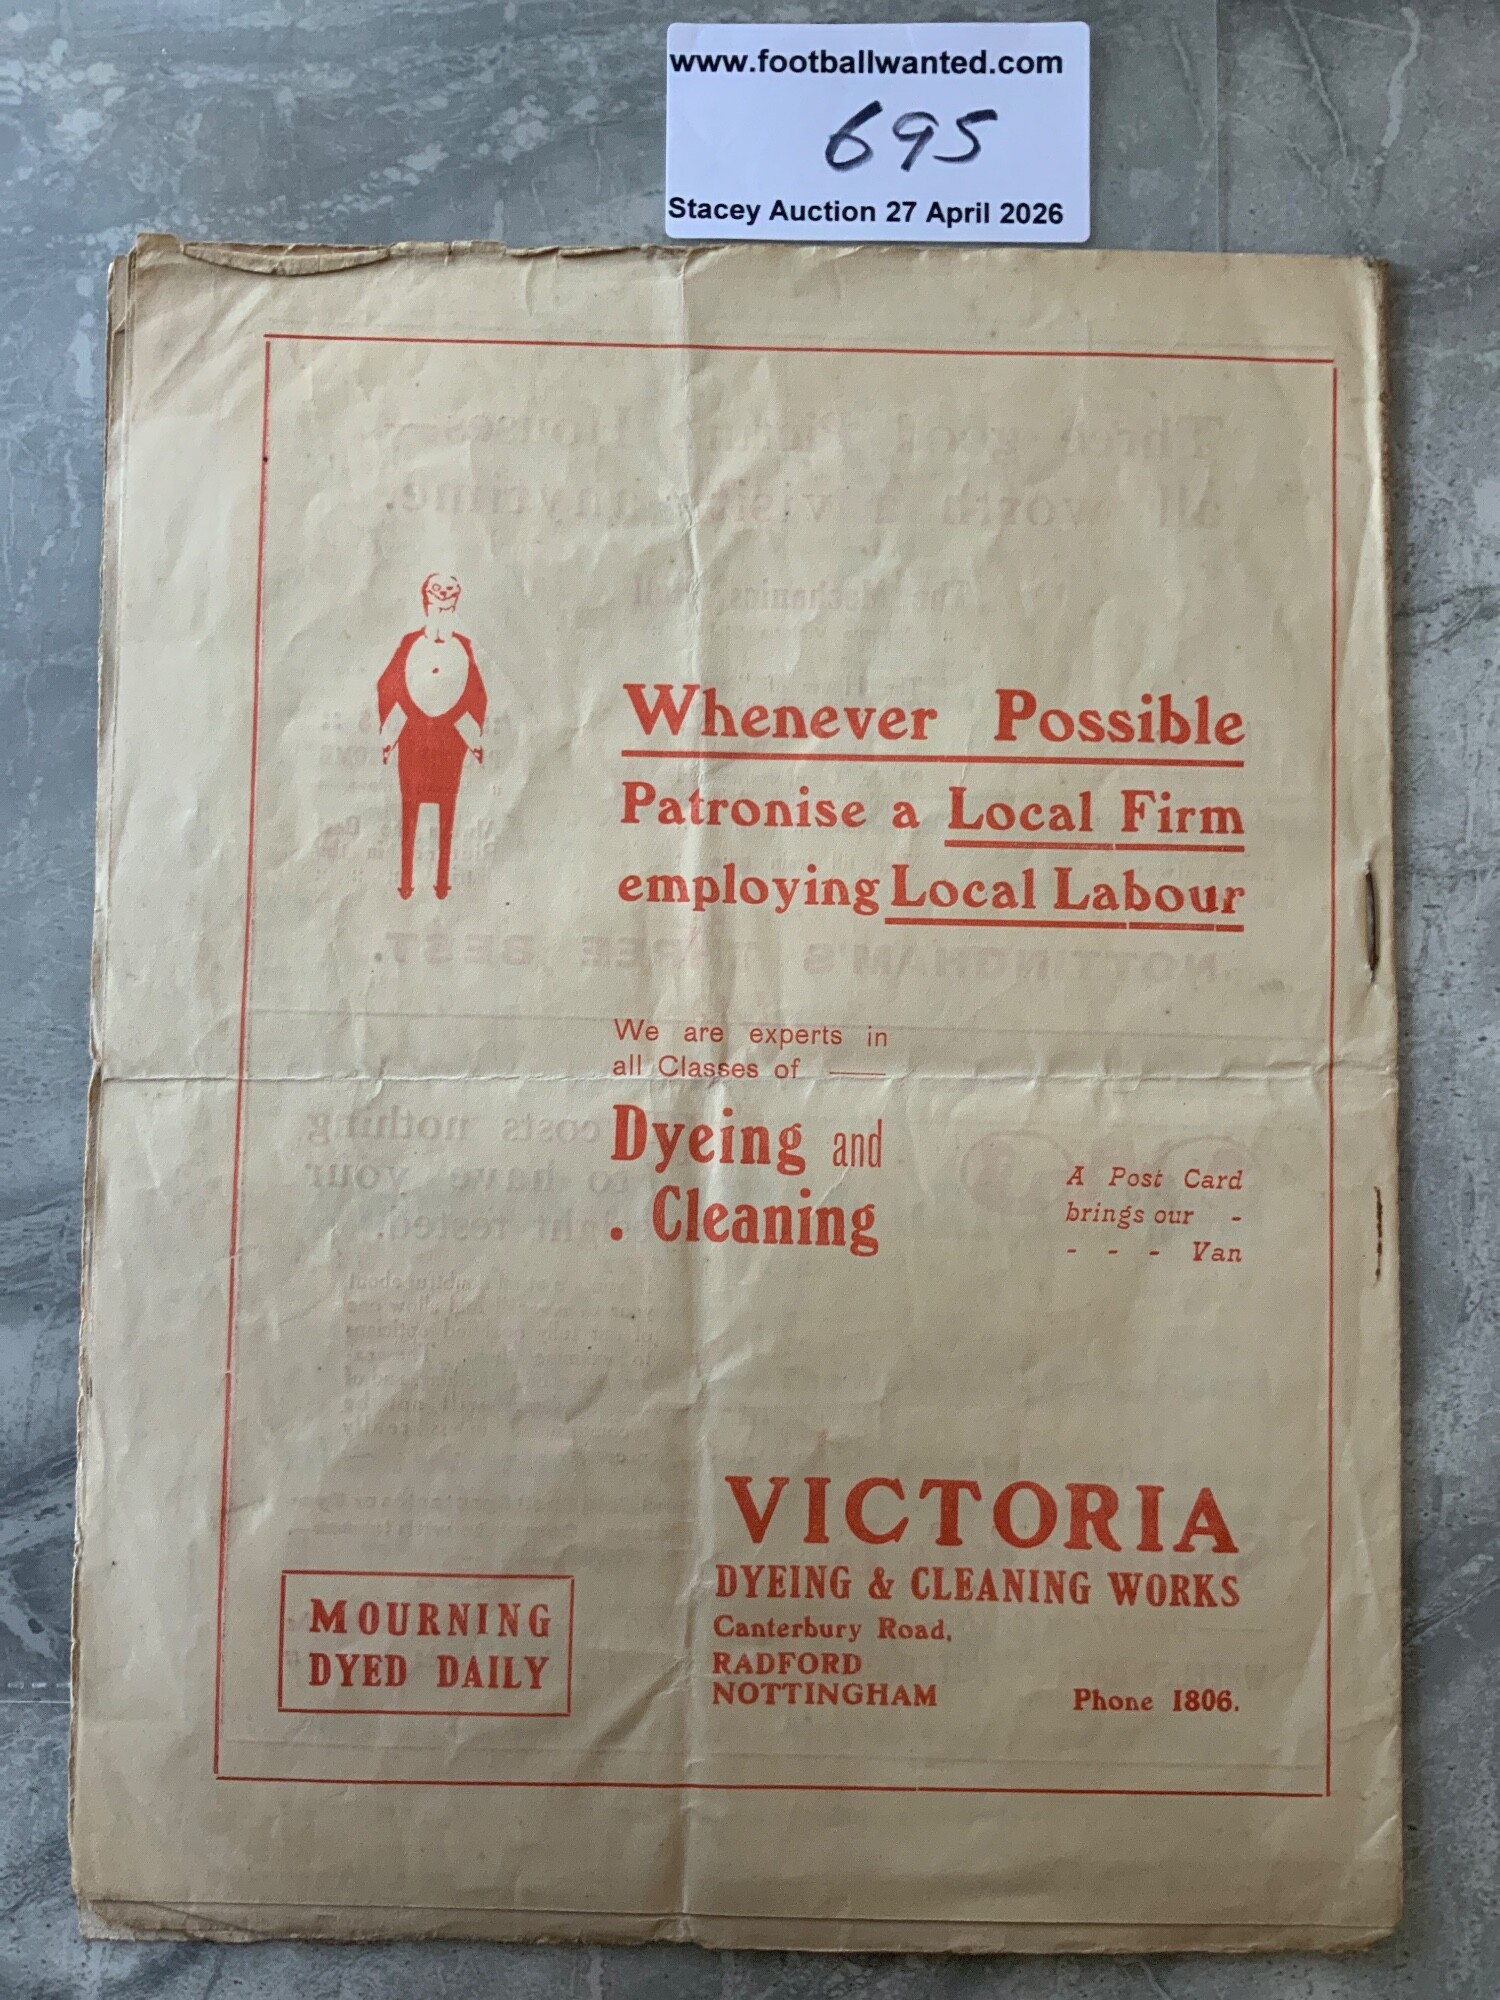 www.footballwanted.com
695
Stacey Auction 27 April 2026
Whenever Possible
Patronise a Local Firm
employing Local Labour
We are experts in
all Classes of ——
Dyeing and
. Cleaning
A Post Card
brings our -
- - - Van
VICTORIA
DYEING & CLEANING WORKS
Canterbury Road,
RADFORD
NOTTINGHAM
Phone 1806.
MOURNING
DYED DAILY